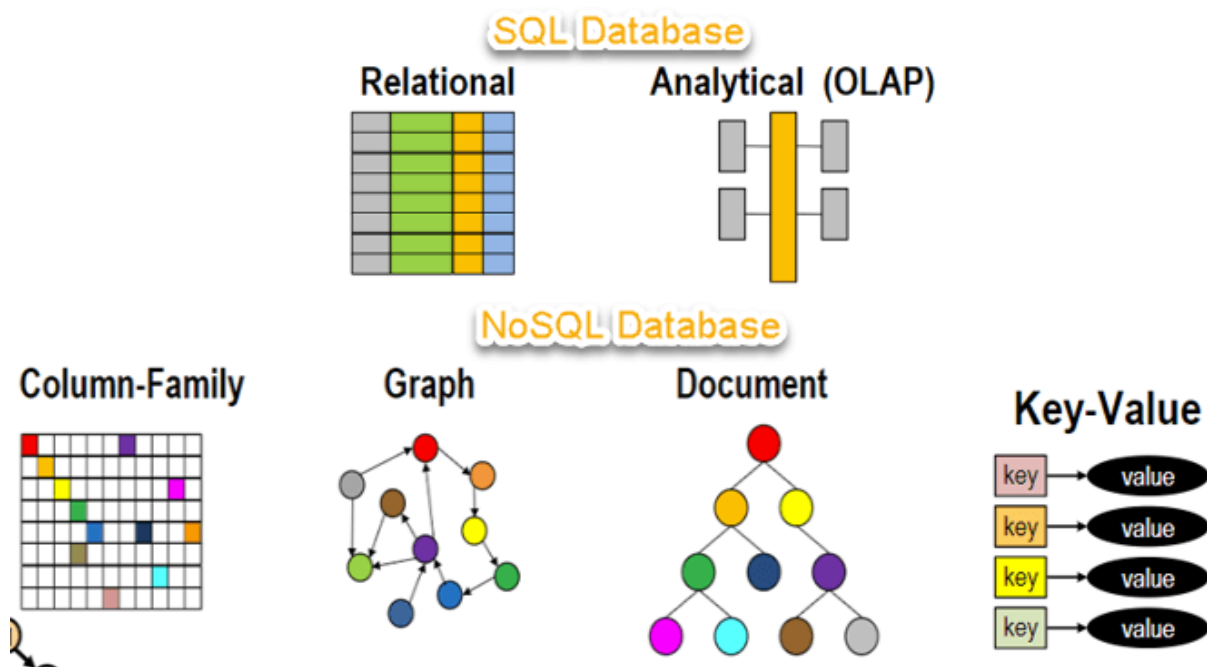 SQL Database
Relational
Analytical (OLAP)
NoSQL Database
Column-Family
Graph
Document
Key-Value
key
value
key
value
key
value
key
value